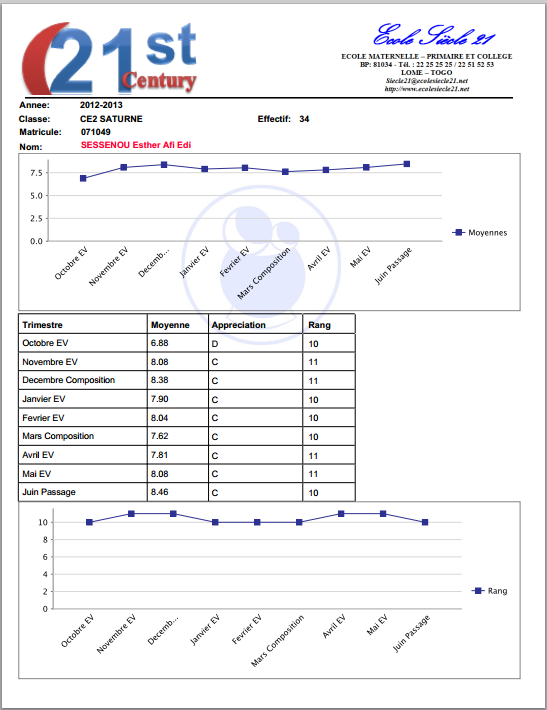 21st
Century
Ecole Siècle 21
ECOLE MATERNELLE – PRIMAIRE ET COLLEGE
BP: 81034 - Tél. : 22 25 25 25 / 22 51 52 53
LOME – TOGO
Siecle21@ecolesiecle21.net
http://www.ecolesiecle21.net
Annee: 2012-2013
Classe: CE2 SATURNE Effectif: 34
Matricule: 071049
Nom: SESSENOU Esther Afi Edi
7.5
5.0
2.5
0.0
Octobre EV
Novembre EV
Decemb...
Janvier EV
Fevrier EV
Mars Composition
Avril EV
Mai EV
Juin Passage
Moyennes
Trimestre Moyenne Appreciation Rang
Octobre EV 6.88 D 10
Novembre EV 8.08 C 11
Decembre Composition 8.38 C 11
Janvier EV 7.90 C 10
Fevrier EV 8.04 C 10
Mars Composition 7.62 C 10
Avril EV 7.81 C 11
Mai EV 8.08 C 11
Juin Passage 8.46 C 10
10
8
6
4
2
0
Octobre EV
Novembre EV
Decemb...
Janvier EV
Fevrier EV
Mars Composition
Avril EV
Mai EV
Juin Passage
Rang